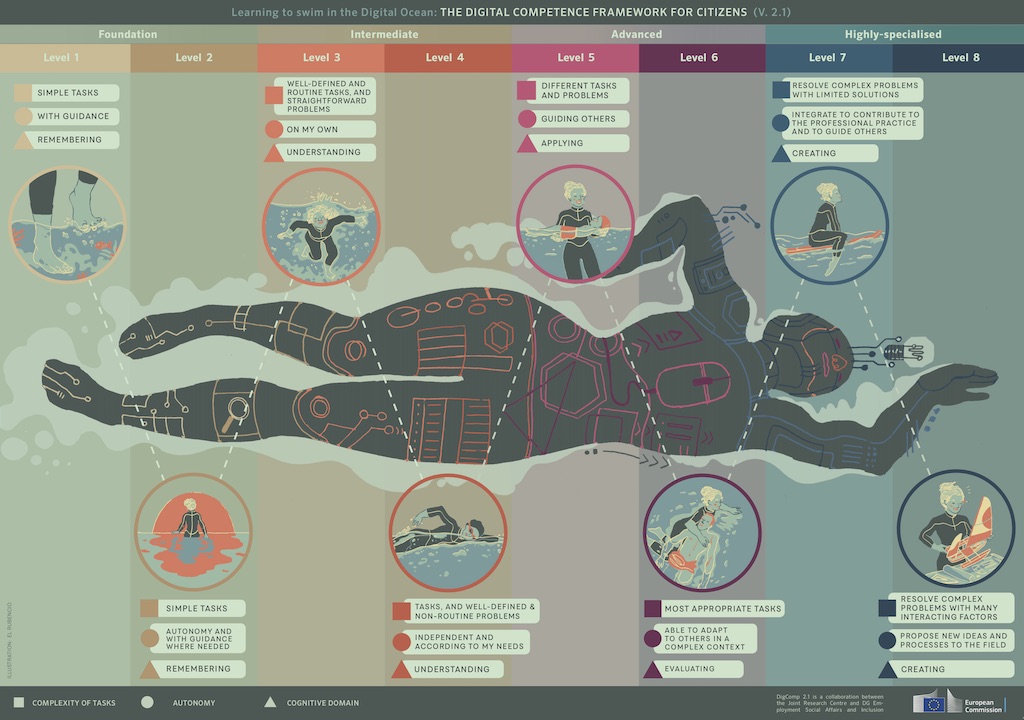 Learning to swim in the Digital Ocean: THE DIGITAL COMPETENCE FRAMEWORK FOR CITIZENS (V. 2.1)
Foundation Intermediate Advanced Highly-specialised
Level 1 Level 2 Level 3 Level 4 Level 5 Level 6 Level 7 Level 8
SIMPLE TASKS
WITH GUIDANCE
REMEMBERING
WELL-DEFINED AND
ROUTINE TASKS, AND
STRAIGHTFORWARD
PROBLEMS
ON MY OWN
UNDERSTANDING
DIFFERENT TASKS
AND PROBLEMS
GUIDING OTHERS
APPLYING
RESOLVE COMPLEX PROBLEMS
WITH LIMITED SOLUTIONS
INTEGRATE TO CONTRIBUTE TO
THE PROFESSIONAL PRACTICE
AND TO GUIDE OTHERS
CREATING
SIMPLE TASKS
AUTONOMY AND
WITH GUIDANCE
WHERE NEEDED
REMEMBERING
TASKS, AND WELL-DEFINED &
NON-ROUTINE PROBLEMS
INDEPENDENT AND
ACCORDING TO MY NEEDS
UNDERSTANDING
MOST APPROPRIATE TASKS
ABLE TO ADAPT
TO OTHERS IN A
COMPLEX CONTEXT
EVALUATING
RESOLVE COMPLEX
PROBLEMS WITH MANY
INTERACTING FACTORS
PROPOSE NEW IDEAS AND
PROCESSES TO THE FIELD
CREATING
ILLUSTRATION: EL RUBENCIO
COMPLEXITY OF TASKS
AUTONOMY
COGNITIVE DOMAIN
DigComp 2.1 is a collaboration between
the Joint Research Centre and DG Em-
ployment Social Affairs and Inclusion
European
Commission